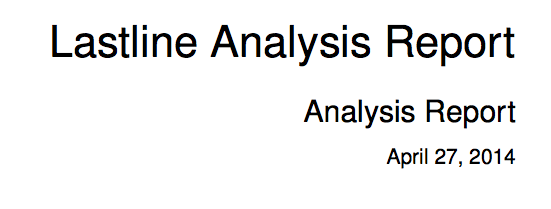 Lastline Analysis Report
Analysis Report
April 27, 2014